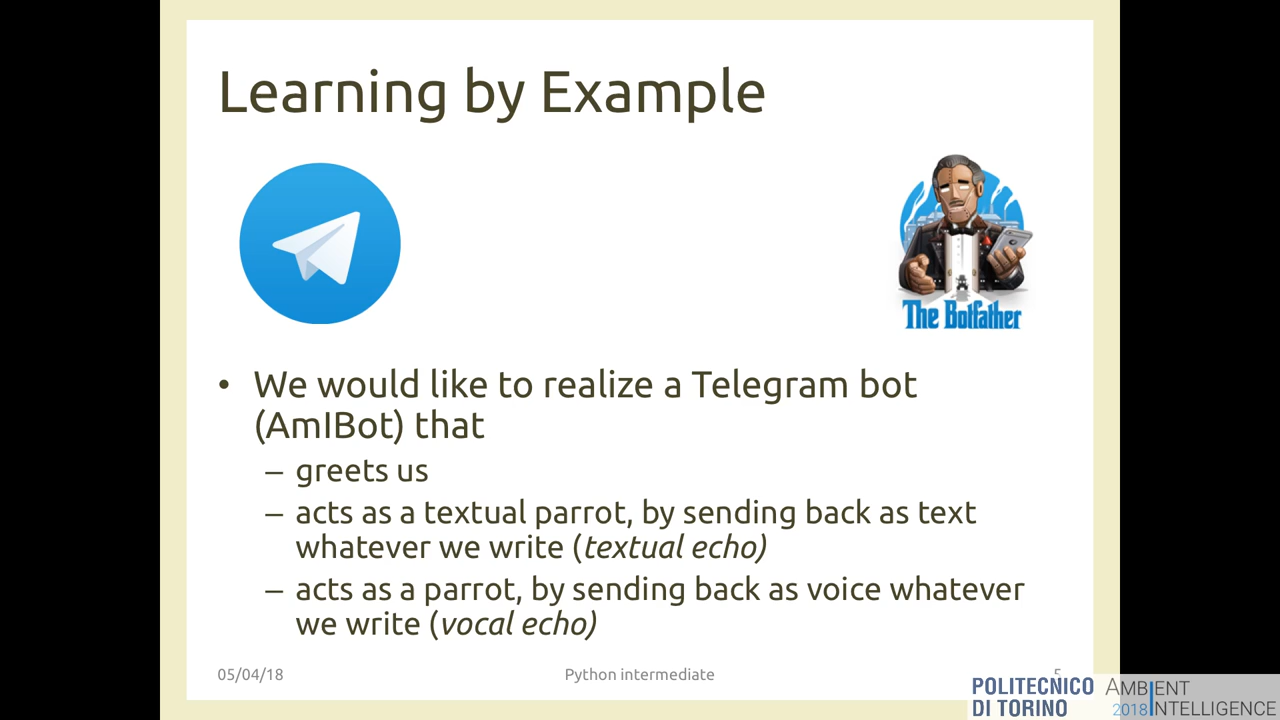 Learning by Example
The Botfather
• We would like to realize a Telegram bot
(AmIBot) that
– greets us
– acts as a textual parrot, by sending back as text
whatever we write (textual echo)
– acts as a parrot, by sending back as voice whatever
we write (vocal echo)
05/04/18
Python intermediate
5
POLITECNICO
DI TORINO
AMBIENT
2018 INTELLIGENCE